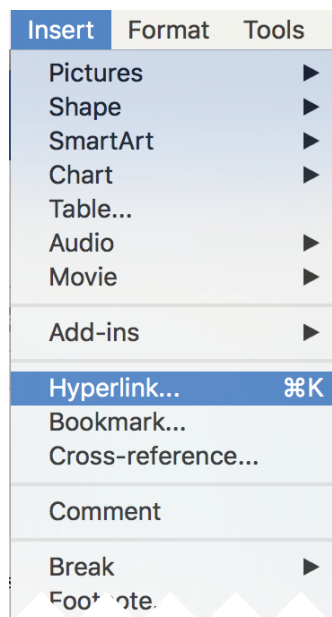 Insert Format Tools
Pictures
Shape
SmartArt
Chart
Table...
Audio
Movie
Add-ins
Hyperlink... ⌘K
Bookmark...
Cross-reference...
Comment
Break